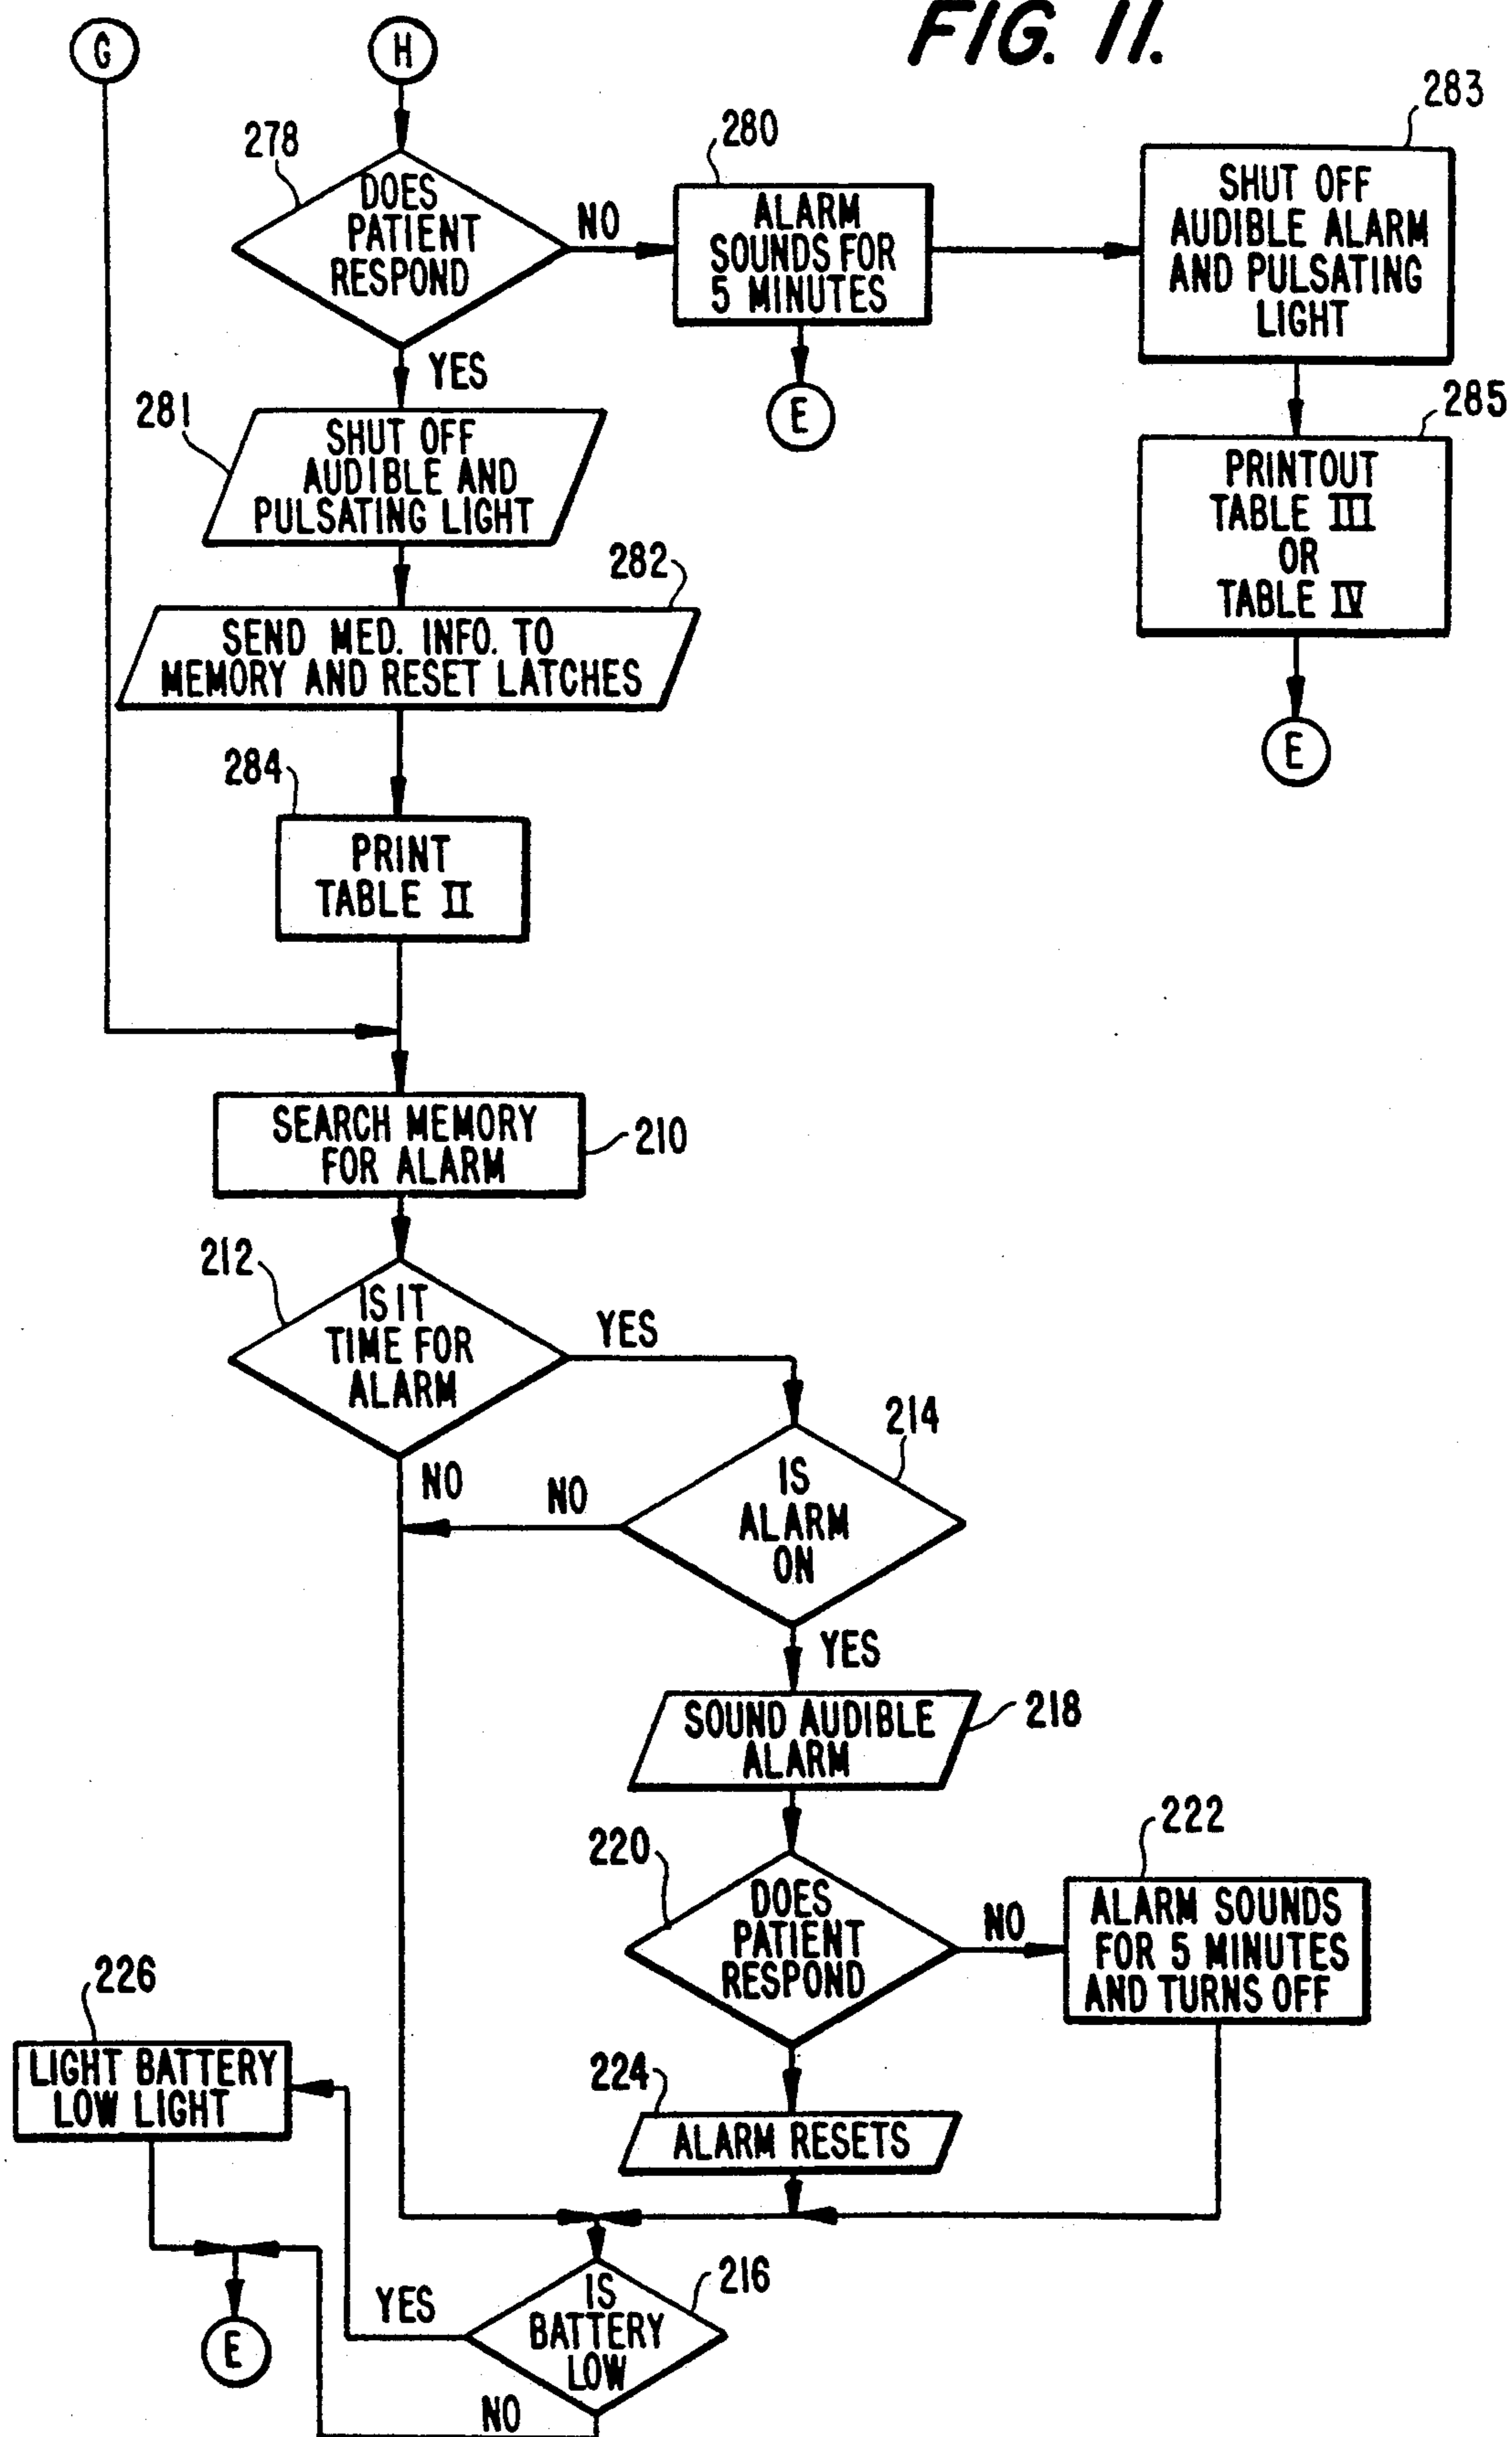 FIG. 11.
G
H
278
DOES
PATIENT
RESPOND
NO
YES
280
ALARM
SOUNDS FOR
5 MINUTES
E
283
SHUT OFF
AUDIBLE ALARM
AND PULSATING
LIGHT
285
PRINTOUT
TABLE III
OR
TABLE IV
E
281
SHUT OFF
AUDIBLE AND
PULSATING LIGHT
282
SEND MED. INFO. TO
MEMORY AND RESET LATCHES
284
PRINT
TABLE II
SEARCH MEMORY
FOR ALARM
210
212
IS IT
TIME FOR
ALARM
YES
NO
214
IS
ALARM
ON
NO
YES
SOUND AUDIBLE
ALARM
218
220
DOES
PATIENT
RESPOND
NO
222
ALARM SOUNDS
FOR 5 MINUTES
AND TURNS OFF
224
ALARM RESETS
226
LIGHT BATTERY
LOW LIGHT
216
IS
BATTERY
LOW
YES
NO
E